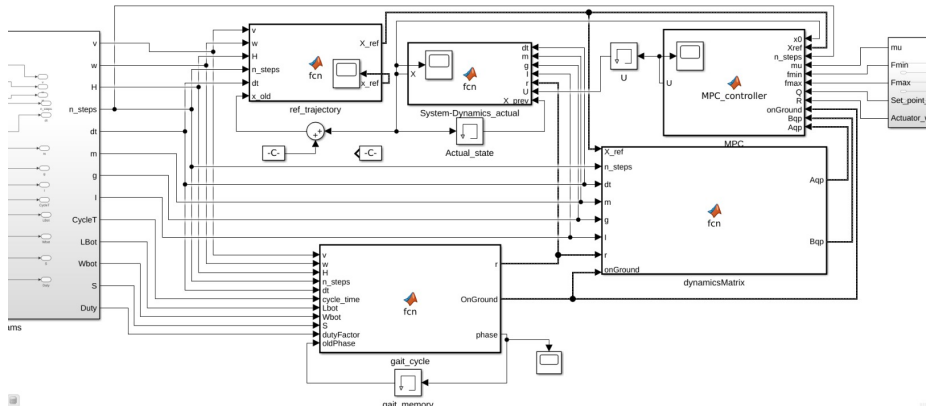 v
w
H
n_steps
dt
m
g
I
CycleT
LBot
Wbot
S
Duty
ams
v
w
H
n_steps
dt
x_old
fcn
X_ref
x_ref
ref_trajectory
-C-
-C-
X
fcn
dt
m
g
I
r
U
X_prev
System-Dynamics_actual
Actual_state
U
U
MPC_controller
x0
Xref
n_steps
mu
fmin
fmax
Q
R
onGround
Bqp
Aqp
MPC
mu
Fmin
Fmax
Set_point_
Actuator_
X_ref
n_steps
dt
m
g
I
r
onGround
fcn
Aqp
Bqp
dynamicsMatrix
v
w
H
n_steps
dt
cycle_time
Lbot
Wbot
S
dutyFactor
oldPhase
fcn
r
OnGround
phase
gait_cycle
gait_memory